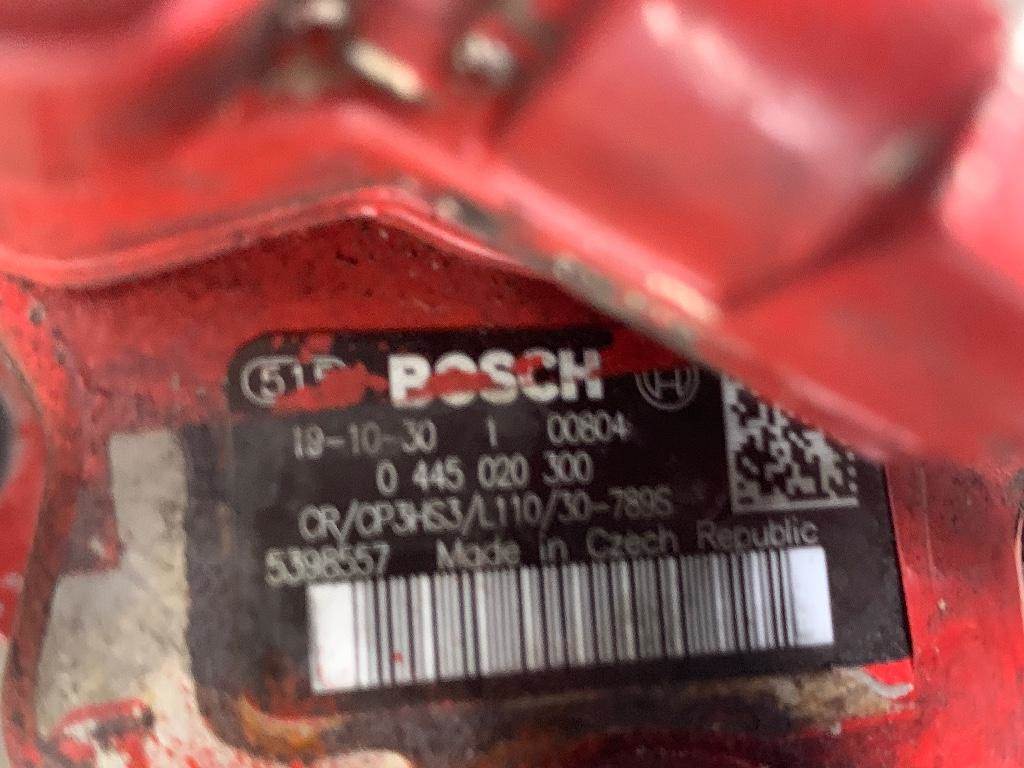 BOSCH
19-10-30 1 00804
0 445 020 300
CR/CP3HS3/L110/30-789S
5398557 Made in Czech Republic